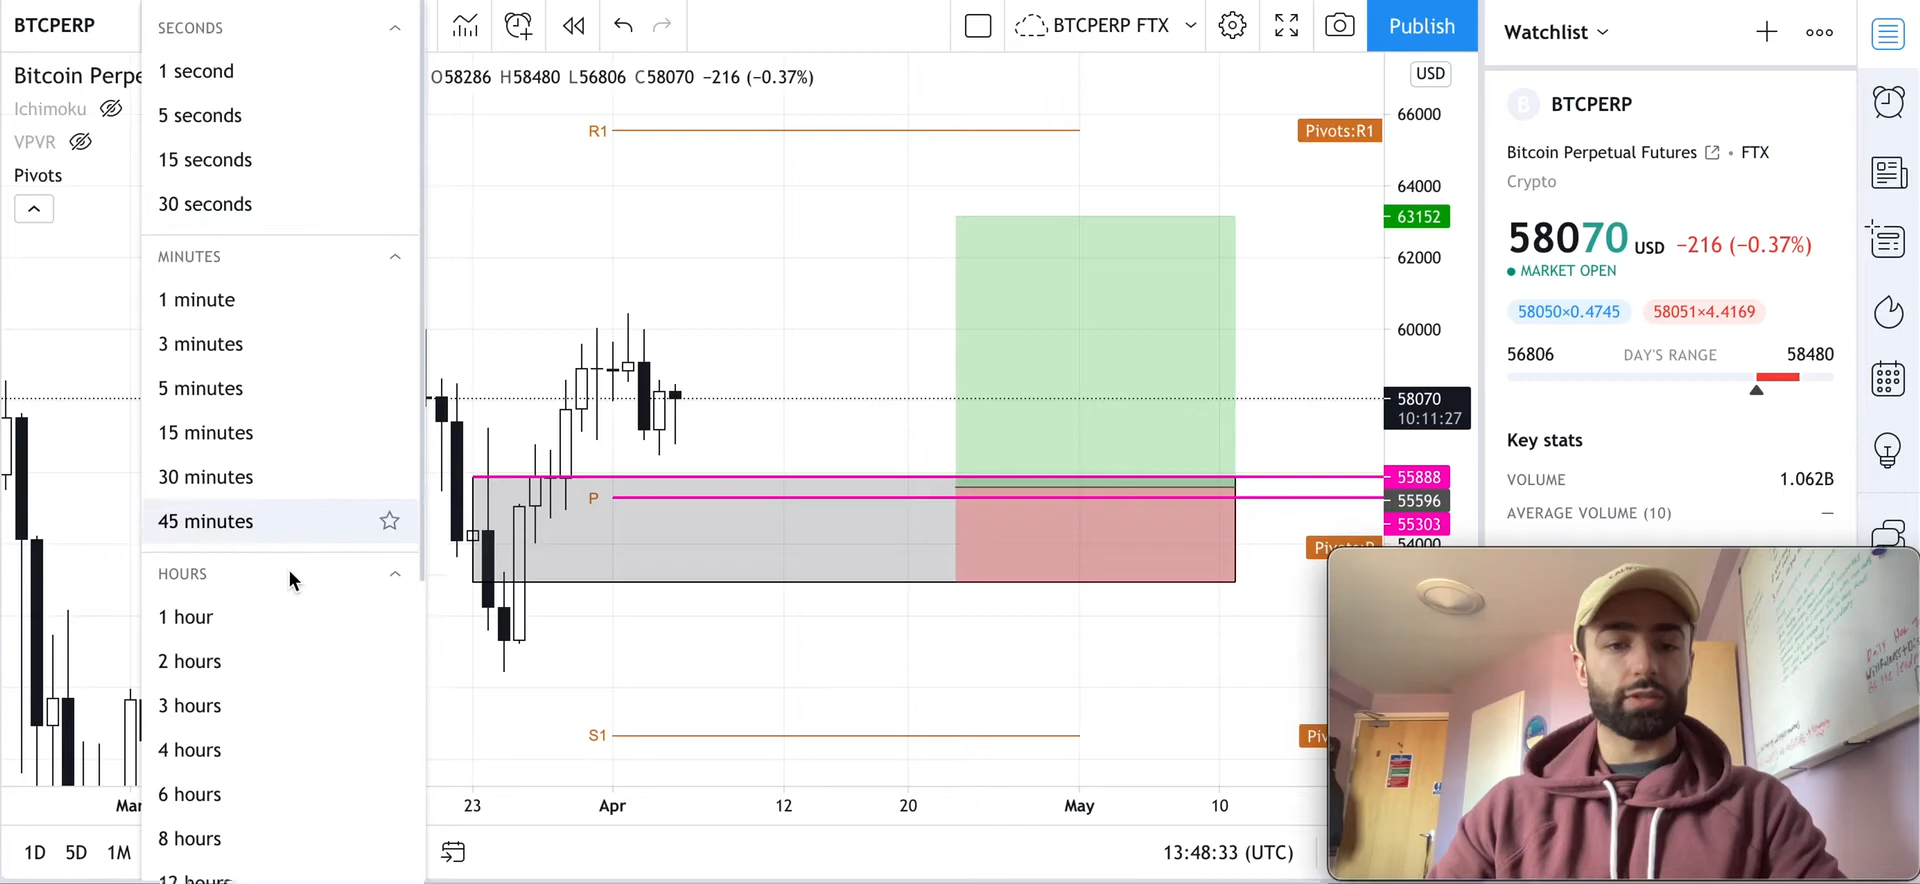 BTCPERP
SECONDS
BTCPERP FTX
Publish
Watchlist
1 second
5 seconds
15 seconds
30 seconds
MINUTES
1 minute
3 minutes
5 minutes
15 minutes
30 minutes
45 minutes
HOURS
1 hour
2 hours
3 hours
4 hours
6 hours
8 hours
12 hours
Bitcoin Perpe
Ichimoku
VPVR
Pivots
O58286 H58480 L56806 C58070 −216 (−0.37%)
USD
R1
Pivots:R1
66000
64000
63152
62000
60000
58070
10:11:27
55888
P
55596
55303
54000
Pivots:P
S1
Piv
Mar
23
Apr
12
20
May
10
1D 5D 1M
13:48:33 (UTC)
BTCPERP
Bitcoin Perpetual Futures • FTX
Crypto
58070 USD −216 (−0.37%)
MARKET OPEN
58050×0.4745 58051×4.4169
56806 DAY'S RANGE 58480
Key stats
VOLUME 1.062B
AVERAGE VOLUME (10) —